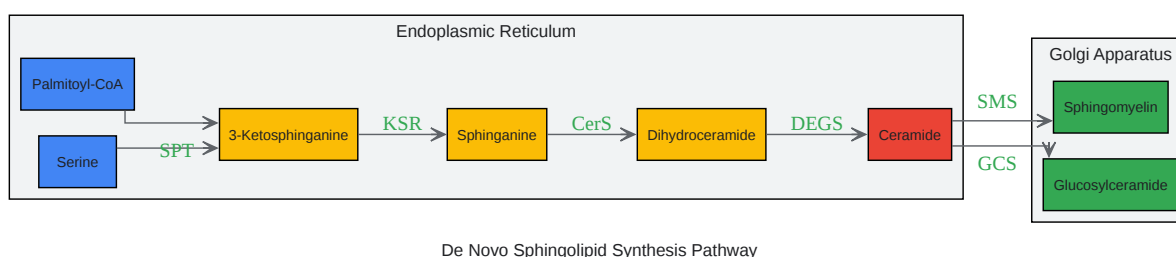 Endoplasmic Reticulum
Golgi Apparatus
Palmitoyl-CoA
Serine
SPT
3-Ketosphinganine
KSR
Sphinganine
CerS
Dihydroceramide
DEGS
Ceramide
SMS
GCS
Sphingomyelin
Glucosylceramide
De Novo Sphingolipid Synthesis Pathway